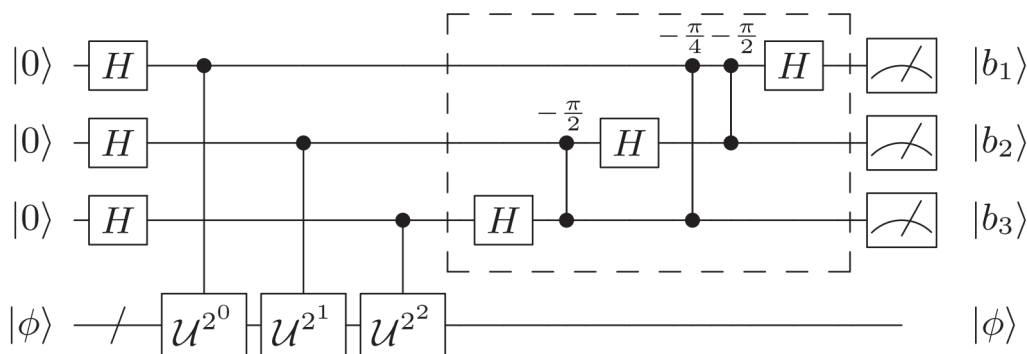 −π/4 −π/2
|0⟩ H H |b₁⟩
−π/2
|0⟩ H H |b₂⟩
|0⟩ H H |b₃⟩
|ϕ⟩ 𝒰^{2^0} 𝒰^{2^1} 𝒰^{2^2} |ϕ⟩